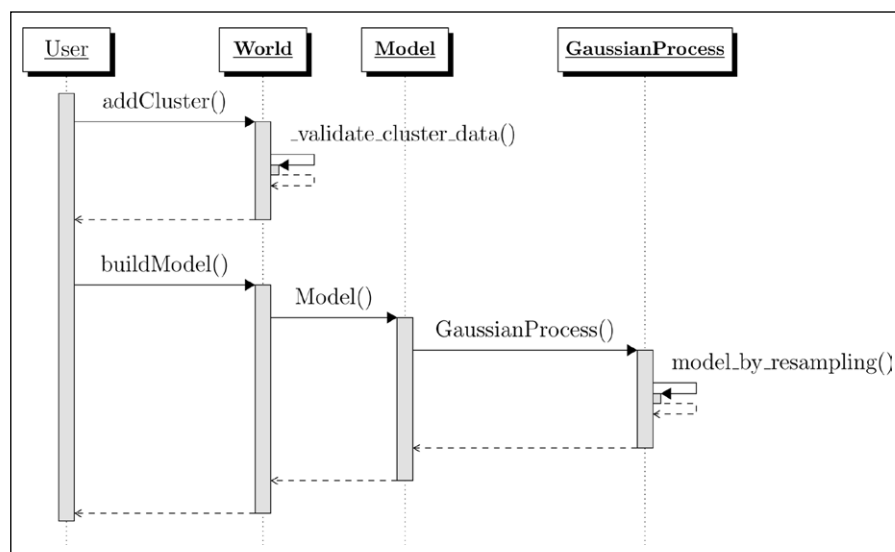 User
World
Model
GaussianProcess
addCluster()
_validate_cluster_data()
buildModel()
Model()
GaussianProcess()
model_by_resampling()